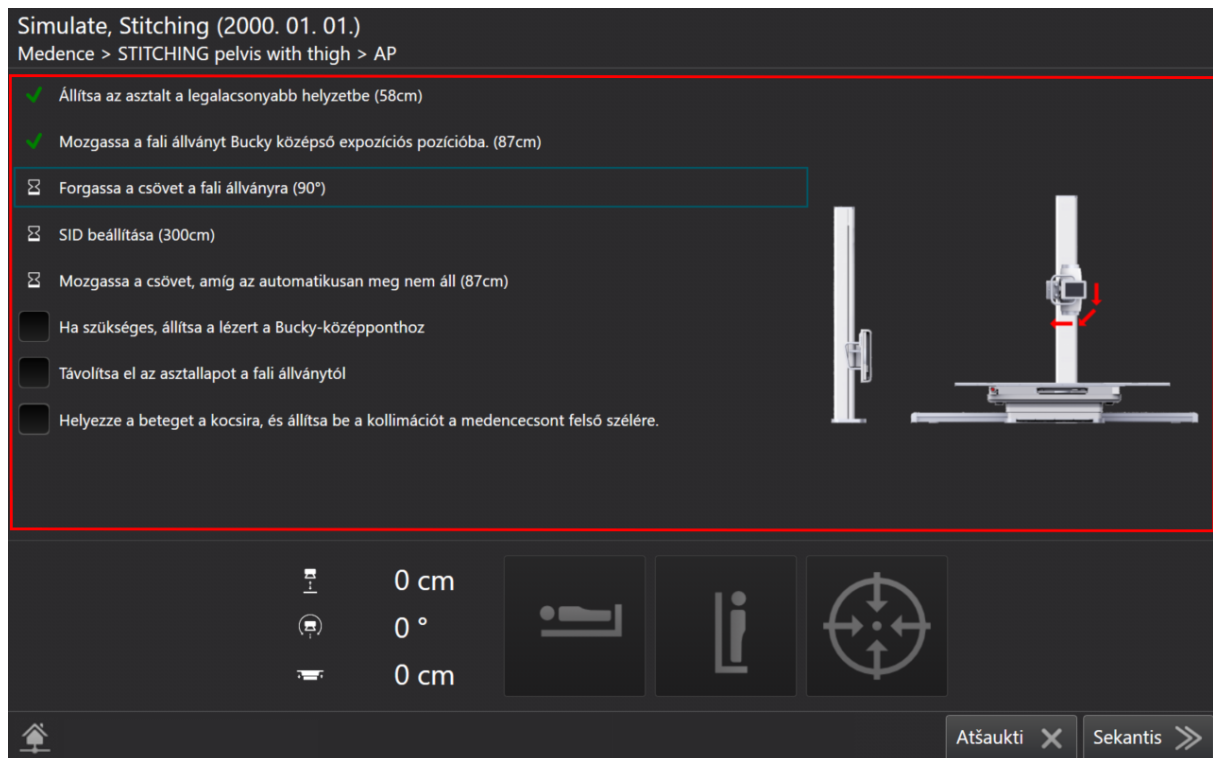 Simulate, Stitching (2000. 01. 01.)
Medence > STITCHING pelvis with thigh > AP
Állítsa az asztalt a legalacsonyabb helyzetbe (58cm)
Mozgassa a fali állványt Bucky középső expozíciós pozícióba. (87cm)
Forgassa a csövet a fali állványra (90°)
SID beállítása (300cm)
Mozgassa a csövet, amíg az automatikusan meg nem áll (87cm)
Ha szükséges, állítsa a lézert a Bucky-középponthoz
Távolítsa el az asztallapot a fali állványtól
Helyezze a beteget a kocsira, és állítsa be a kollimációt a medencecsont felső szélére.
0 cm
0 °
0 cm
Atšaukti
Sekantis